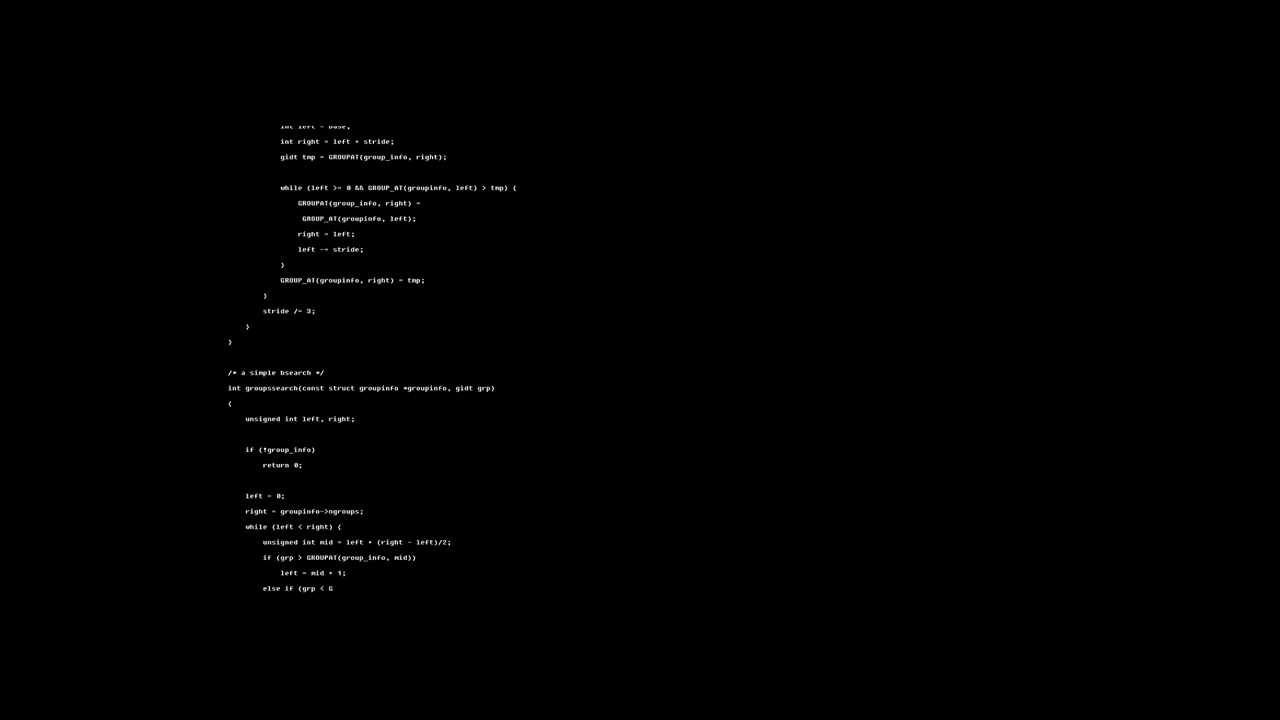 int left = base;
int right = left + stride;
gidt tmp = GROUPAT(group_info, right);
while (left >= 0 && GROUP_AT(groupinfo, left) > tmp) {
GROUPAT(group_info, right) =
GROUP_AT(groupinfo, left);
right = left;
left -= stride;
}
GROUP_AT(groupinfo, right) = tmp;
}
stride /= 3;
}
}
/* a simple bsearch */
int groupssearch(const struct groupinfo *groupinfo, gidt grp)
{
unsigned int left, right;
if (!group_info)
return 0;
left = 0;
right = groupinfo->ngroups;
while (left < right) {
unsigned int mid = left + (right - left)/2;
if (grp > GROUPAT(group_info, mid))
left = mid + 1;
else if (grp < G